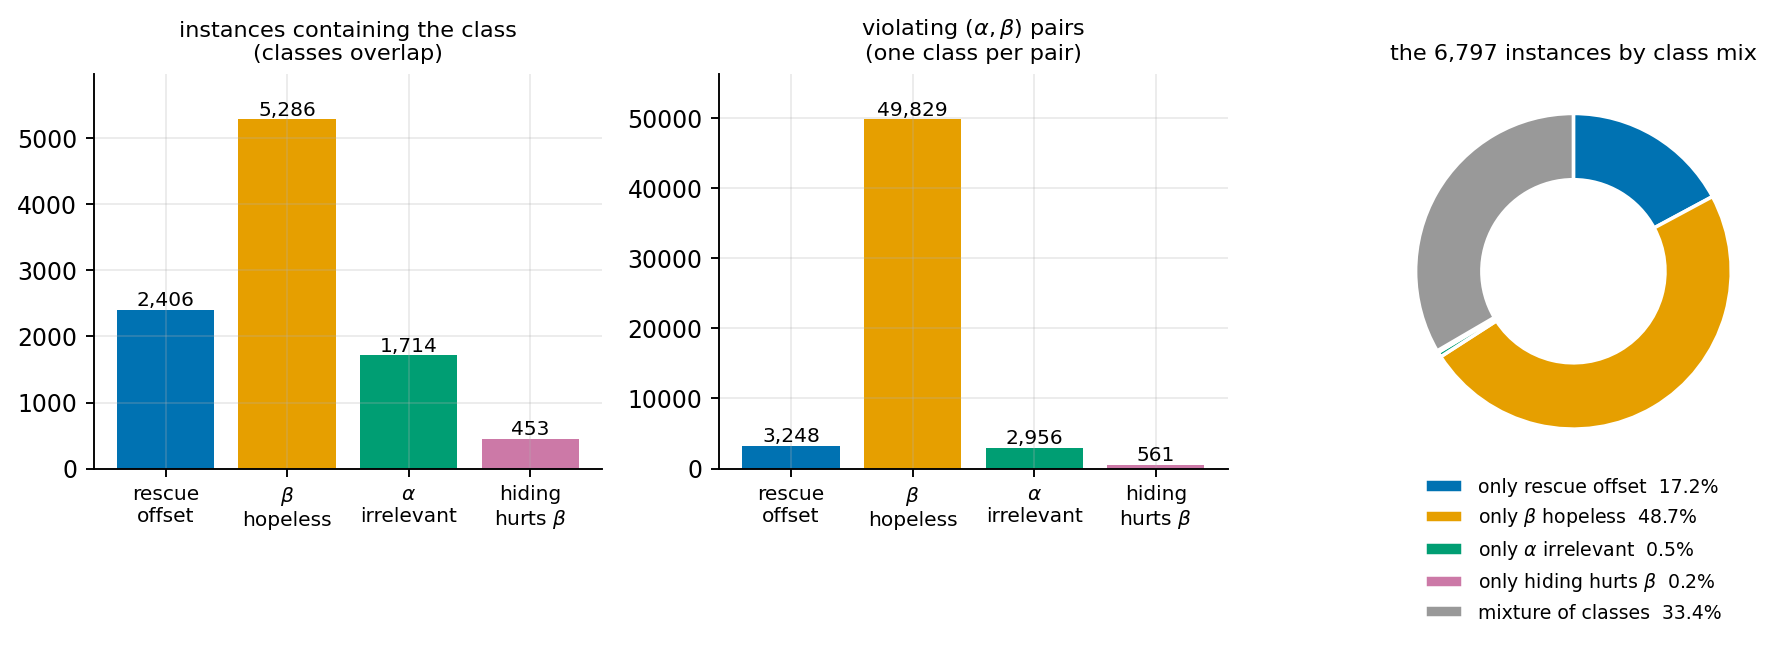 instances containing the class
(classes overlap)
5000
4000
3000
2000
1000
0
2,406
5,286
1,714
453
rescue
offset
β
hopeless
α
irrelevant
hiding
hurts β
violating (α, β) pairs
(one class per pair)
50000
40000
30000
20000
10000
0
3,248
49,829
2,956
561
rescue
offset
β
hopeless
α
irrelevant
hiding
hurts β
the 6,797 instances by class mix
only rescue offset 17.2%
only β hopeless 48.7%
only α irrelevant 0.5%
only hiding hurts β 0.2%
mixture of classes 33.4%